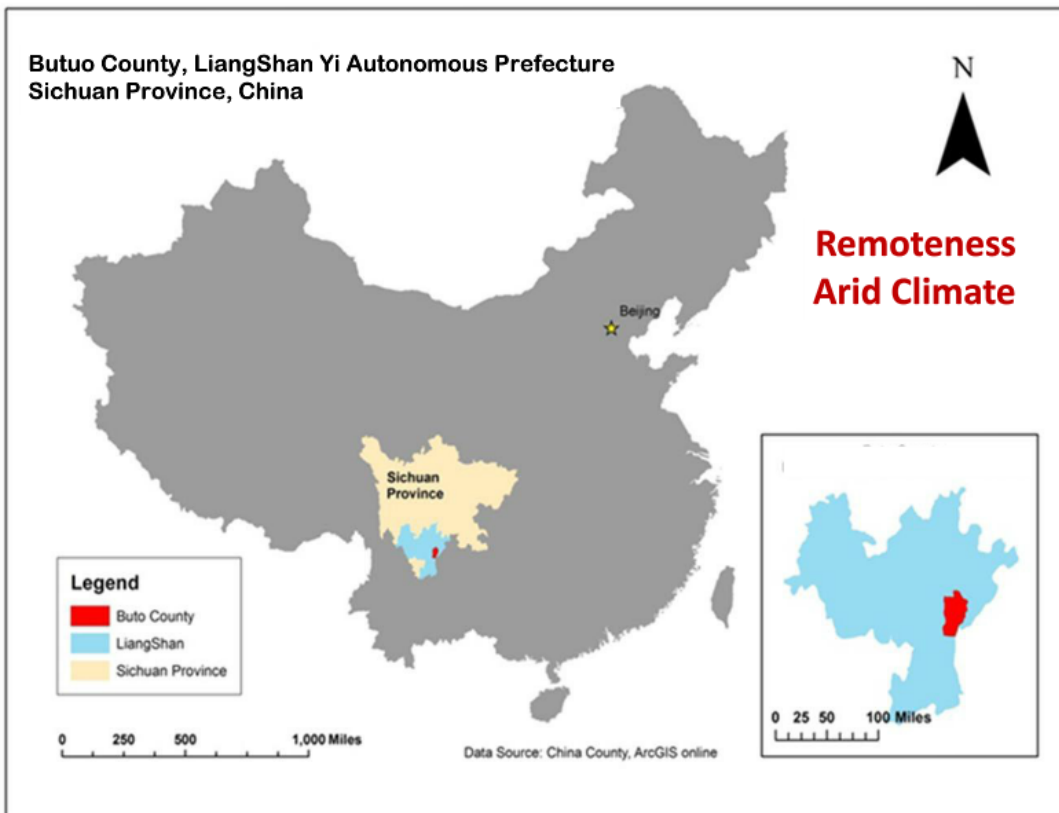 Butuo County, LiangShan Yi Autonomous Prefecture
Sichuan Province, China
N
Remoteness
Arid Climate
Beijing
Sichuan
Province
Legend
Buto County
LiangShan
Sichuan Province
0 250 500 1,000 Miles
Data Source: China County, ArcGIS online
0 25 50 100 Miles